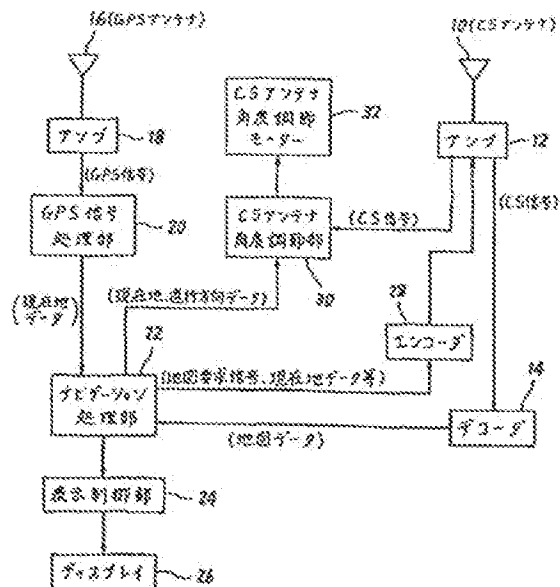 16(GPSアンテナ)
10(CSアンテナ)
アンプ
18
CSアンテナ
角度調節
モーター
32
アンプ
12
(GPS信号)
GPS信号
処理部
20
CSアンテナ
角度調節部
30
(CS信号)
(CS信号)
(現在地
データ)
(現在地、進行方向データ)
28
エンコーダ
22
ナビゲーション
処理部
(地図要求信号、現在地データ等)
14
デコーダ
(地図データ)
表示制御部
24
ディスプレイ
26